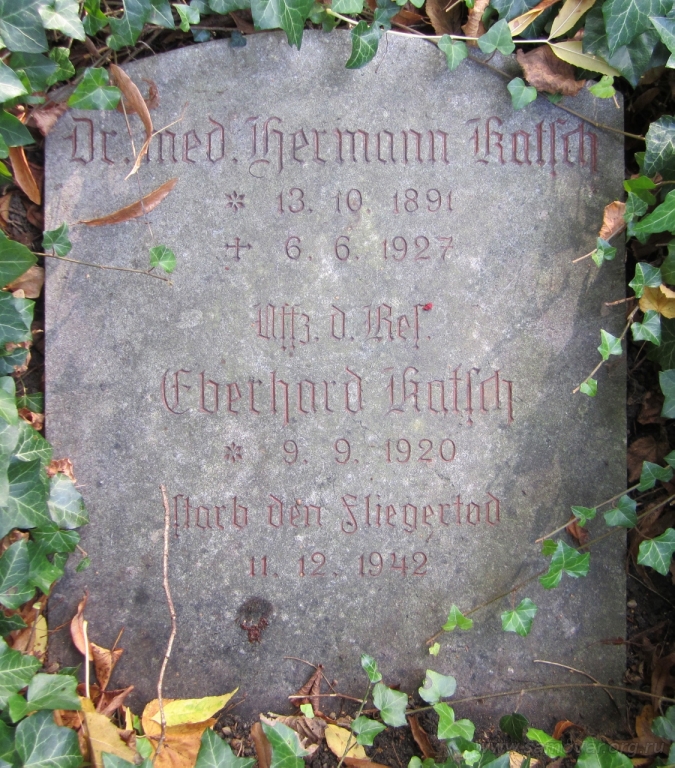 Dr. med. Hermann Katsch
* 13. 10. 1891
† 6. 6. 1927
Uffz. d. Res.
Eberhard Katsch
* 9. 9. 1920
starb den Fliegertod
11. 12. 1942